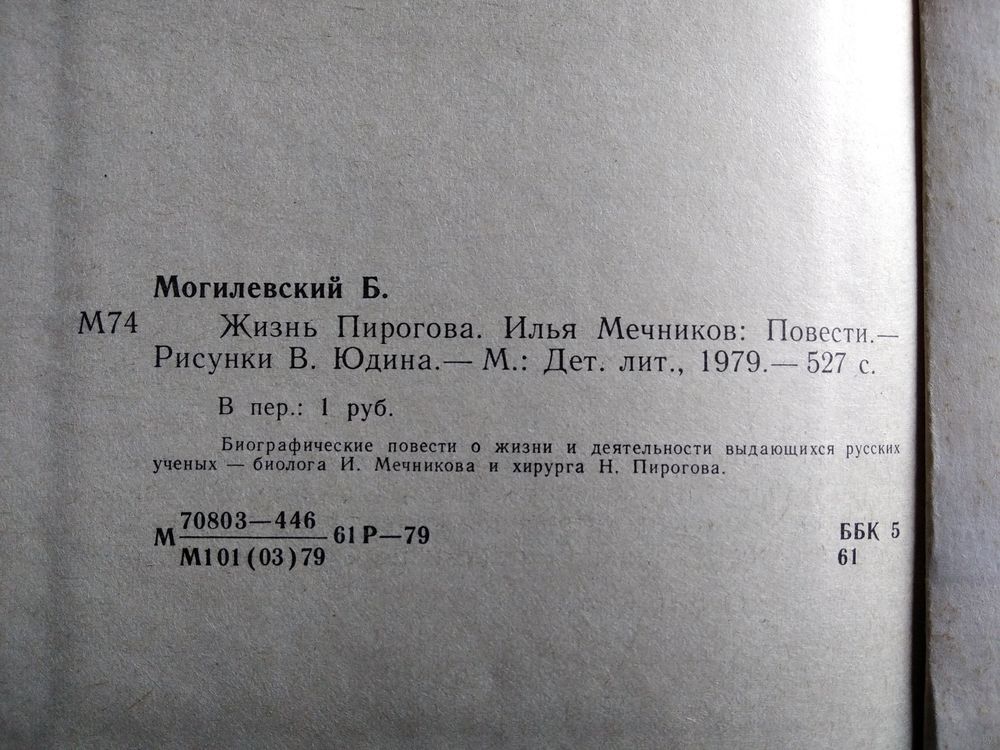 Могилевский Б.
М74 Жизнь Пирогова. Илья Мечников: Повести.—
Рисунки В. Юдина.— М.: Дет. лит., 1979.— 527 с.
В пер.: 1 руб.
Биографические повести о жизни и деятельности выдающихся русских
ученых — биолога И. Мечникова и хирурга Н. Пирогова.
70803—446
М 61Р—79
М101(03)79
ББК 5
61